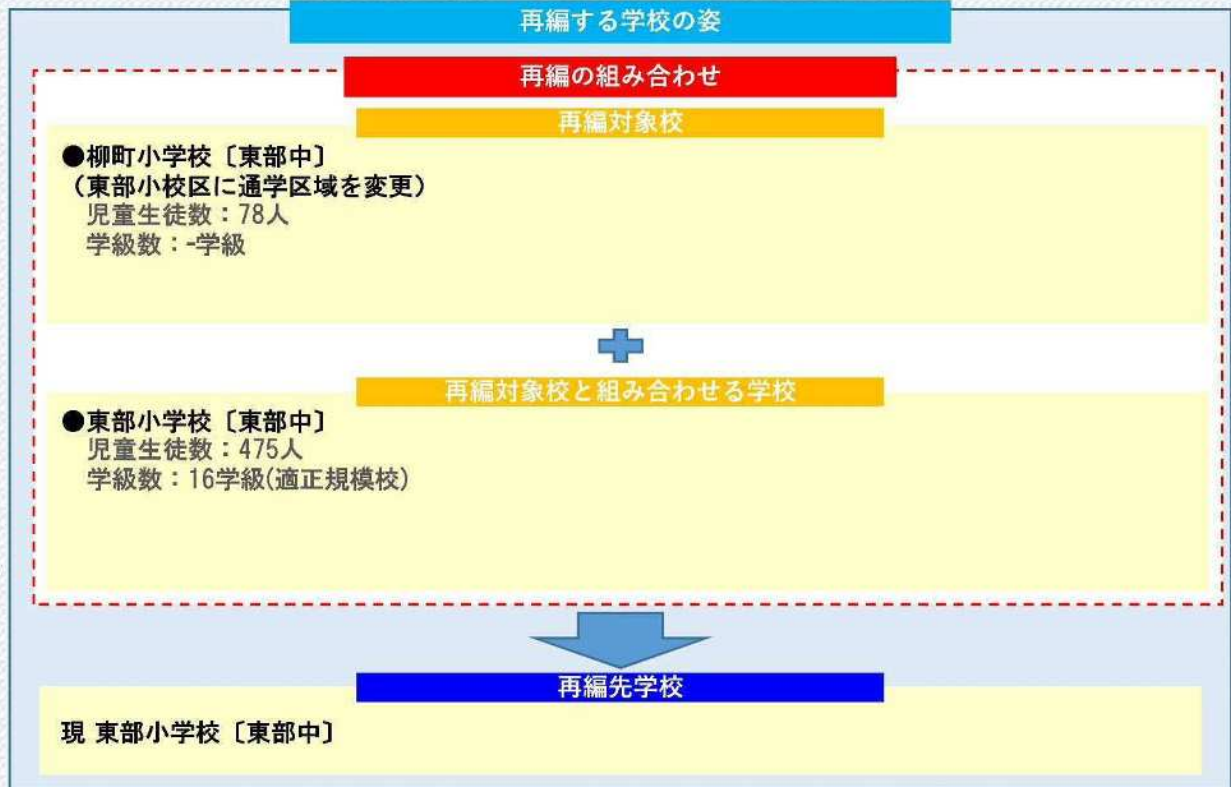 再編する学校の姿
再編の組み合わせ
再編対象校
●柳町小学校〔東部中〕
（東部小校区に通学区域を変更）
児童生徒数：78人
学級数：-学級
再編対象校と組み合わせる学校
●東部小学校〔東部中〕
児童生徒数：475人
学級数：16学級(適正規模校)
再編先学校
現 東部小学校〔東部中〕